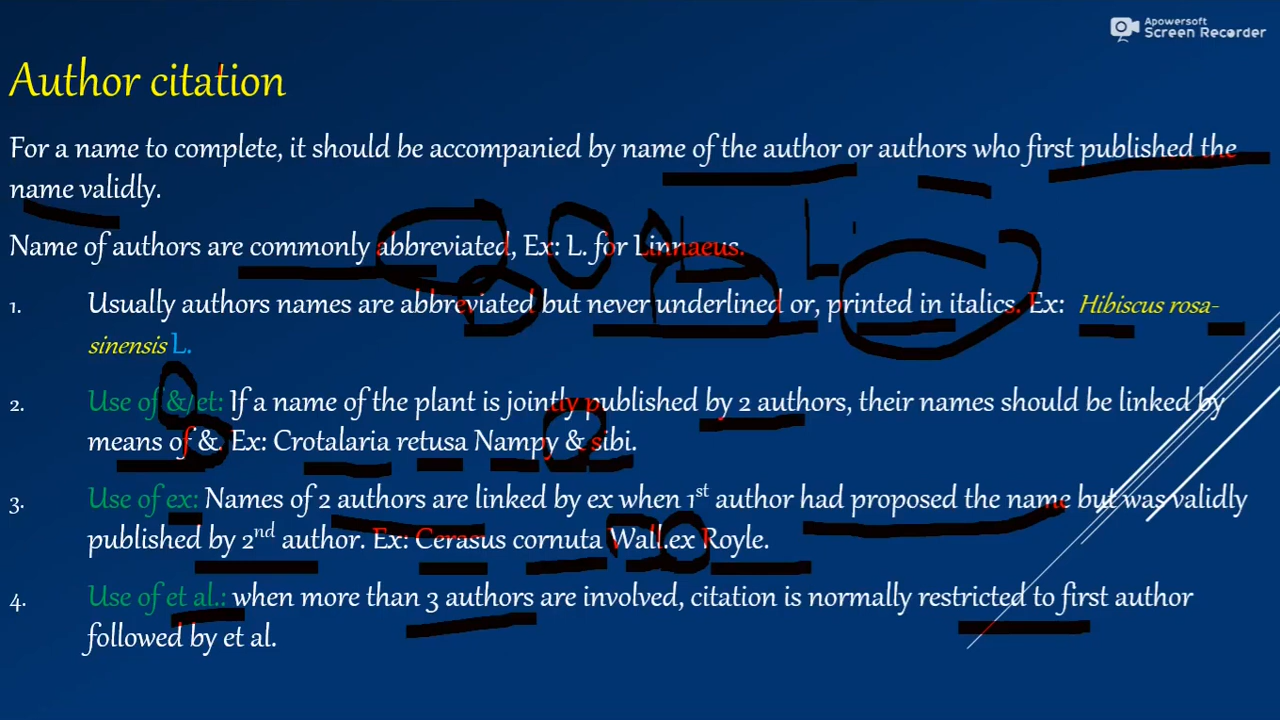 Apowersoft
Screen Recorder
Author citation
For a name to complete, it should be accompanied by name of the author or authors who first published the
name validly.
Name of authors are commonly abbreviated, Ex: L. for Linnaeus.
1. Usually authors names are abbreviated but never underlined or, printed in italics. Ex: Hibiscus rosa-
sinensis L.
2. Use of &/et: If a name of the plant is jointly published by 2 authors, their names should be linked by
means of &. Ex: Crotalaria retusa Nampy & sibi.
3. Use of ex: Names of 2 authors are linked by ex when 1st author had proposed the name but was validly
published by 2nd author. Ex: Cerasus cornuta Wall.ex Royle.
4. Use of et al.: when more than 3 authors are involved, citation is normally restricted to first author
followed by et al.